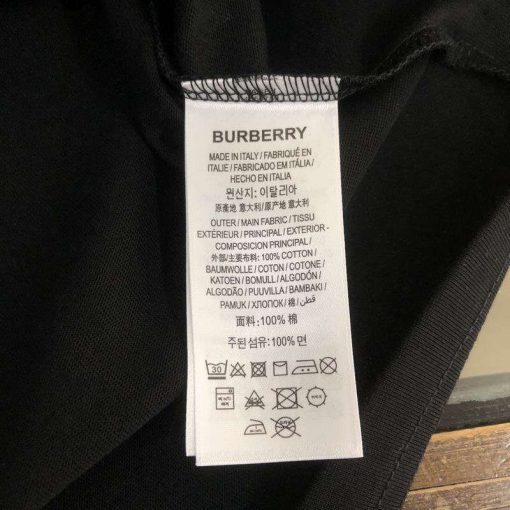 BURBERRY
MADE IN ITALY / FABRIQUÉ EN
ITALIE / FABRICADO EM ITÁLIA /
HECHO EN ITALIA
원산지: 이탈리아
原產地 意大利 / 原产地 意大利
OUTER / MAIN FABRIC / TISSU
EXTÉRIEUR / PRINCIPAL / EXTERIOR -
COMPOSICION PRINCIPAL /
外部/主要布料: 100% COTTON /
BAUMWOLLE / COTON / COTONE /
KATOEN / BOMULL / ALGODÓN /
ALGODÃO / PUUVILLA / BAMBAKI /
PAMUK / ХЛОПОК / 棉 / قطن /
面料: 100% 棉
주된섬유: 100% 면
30